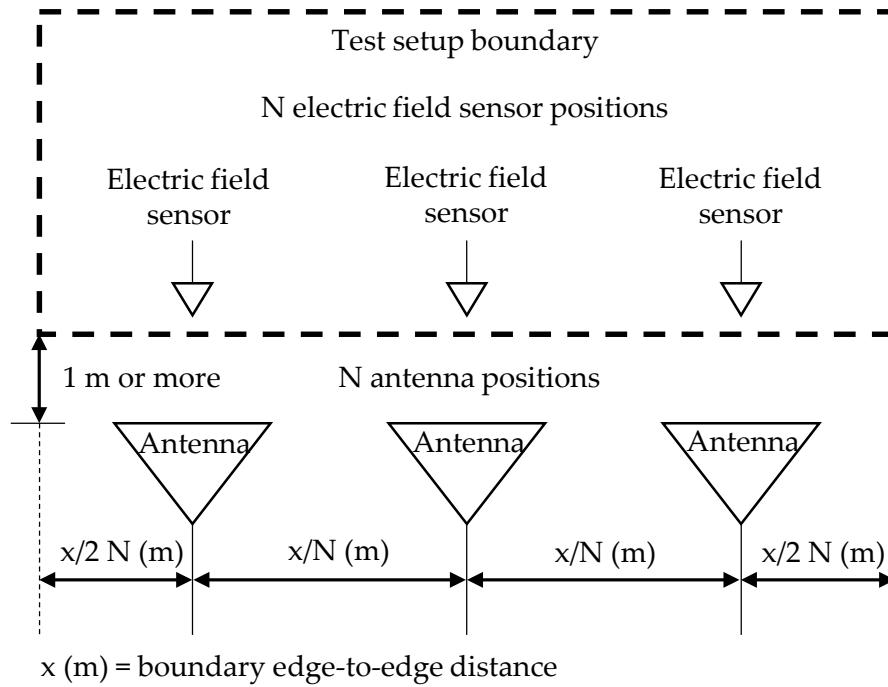 Test setup boundary
N electric field sensor positions
Electric field
sensor
Electric field
sensor
Electric field
sensor
1 m or more
N antenna positions
Antenna
Antenna
Antenna
x/2 N (m)
x/N (m)
x/N (m)
x/2 N (m)
x (m) = boundary edge-to-edge distance